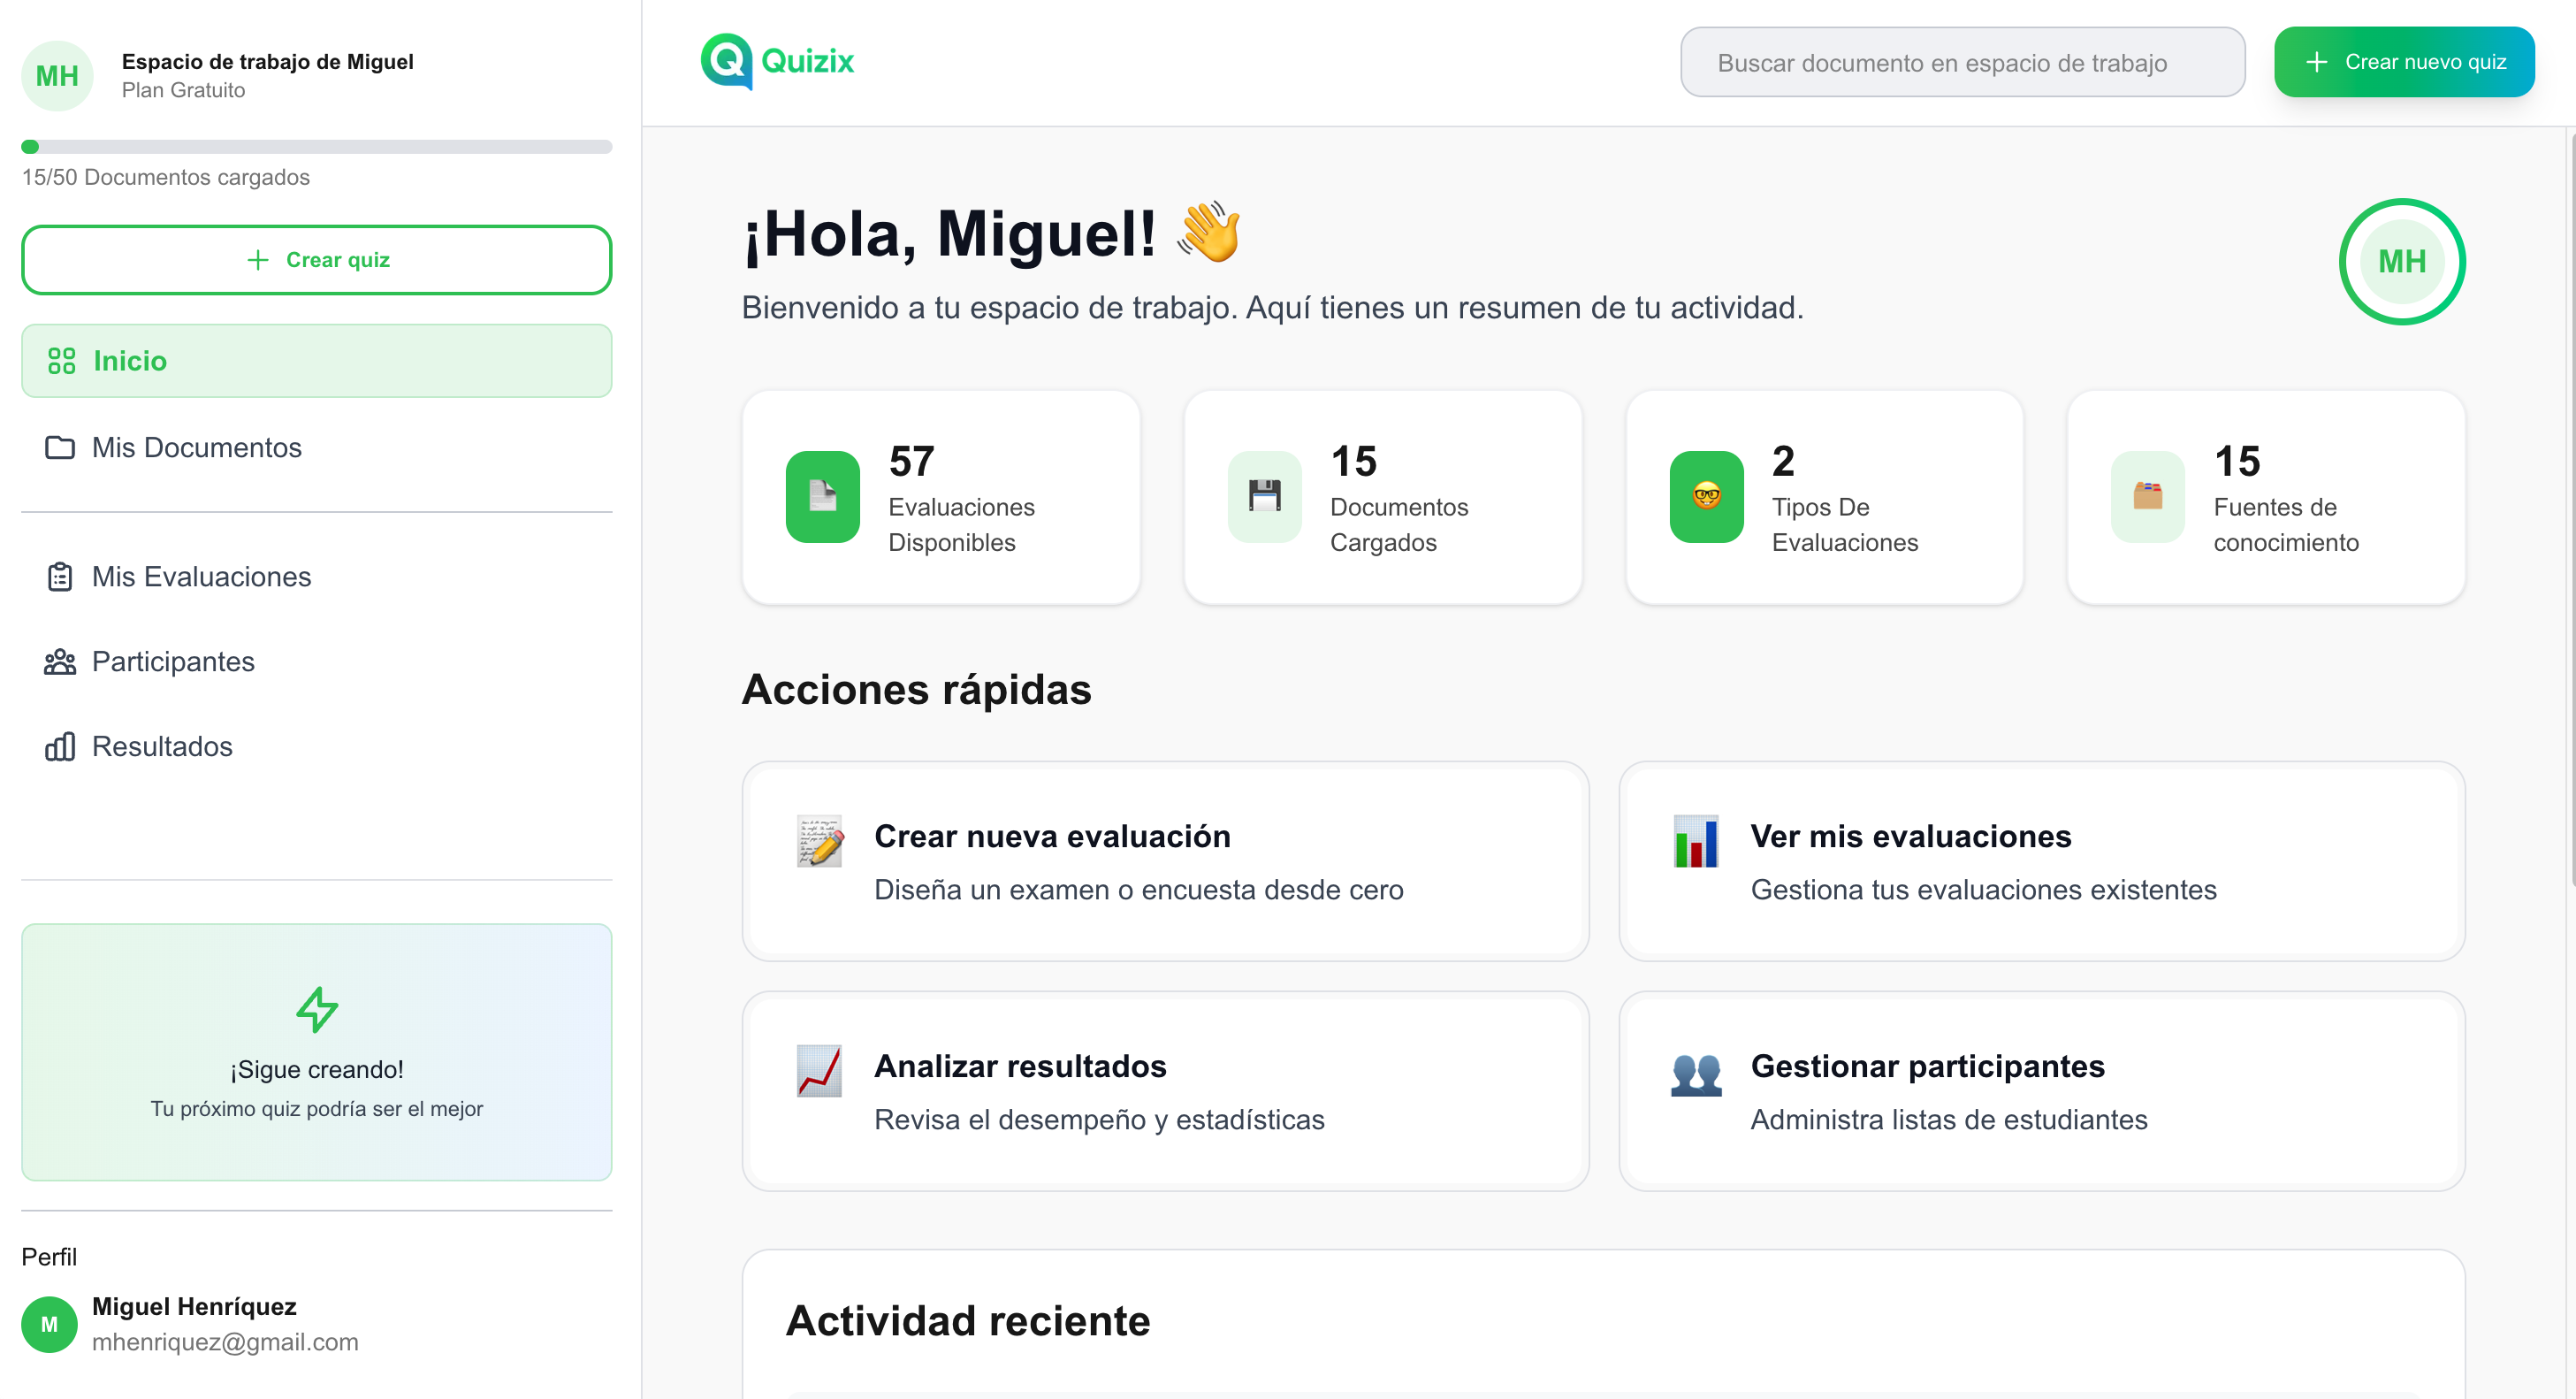 MH
Espacio de trabajo de Miguel
Plan Gratuito
15/50 Documentos cargados
Crear quiz
Inicio
Mis Documentos
Mis Evaluaciones
Participantes
Resultados
¡Sigue creando!
Tu próximo quiz podría ser el mejor
Perfil
M
Miguel Henríquez
mhenriquez@gmail.com
Quizix
Buscar documento en espacio de trabajo
Crear nuevo quiz
¡Hola, Miguel! 👋
Bienvenido a tu espacio de trabajo. Aquí tienes un resumen de tu actividad.
MH
57
Evaluaciones
Disponibles
15
Documentos
Cargados
2
Tipos De
Evaluaciones
15
Fuentes de
conocimiento
Acciones rápidas
Crear nueva evaluación
Diseña un examen o encuesta desde cero
Ver mis evaluaciones
Gestiona tus evaluaciones existentes
Analizar resultados
Revisa el desempeño y estadísticas
Gestionar participantes
Administra listas de estudiantes
Actividad reciente